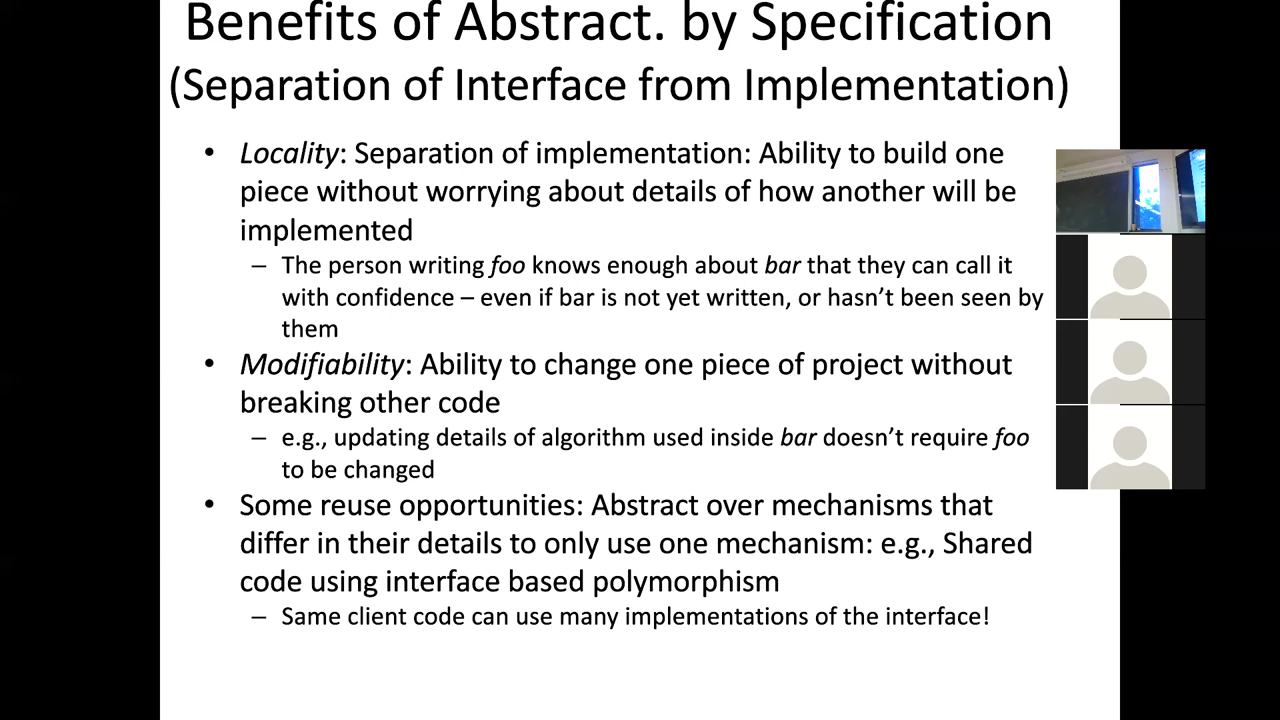 Benefits of Abstract. by Specification
(Separation of Interface from Implementation)
• Locality: Separation of implementation: Ability to build one
piece without worrying about details of how another will be
implemented
– The person writing foo knows enough about bar that they can call it
with confidence – even if bar is not yet written, or hasn't been seen by
them
• Modifiability: Ability to change one piece of project without
breaking other code
– e.g., updating details of algorithm used inside bar doesn't require foo
to be changed
• Some reuse opportunities: Abstract over mechanisms that
differ in their details to only use one mechanism: e.g., Shared
code using interface based polymorphism
– Same client code can use many implementations of the interface!